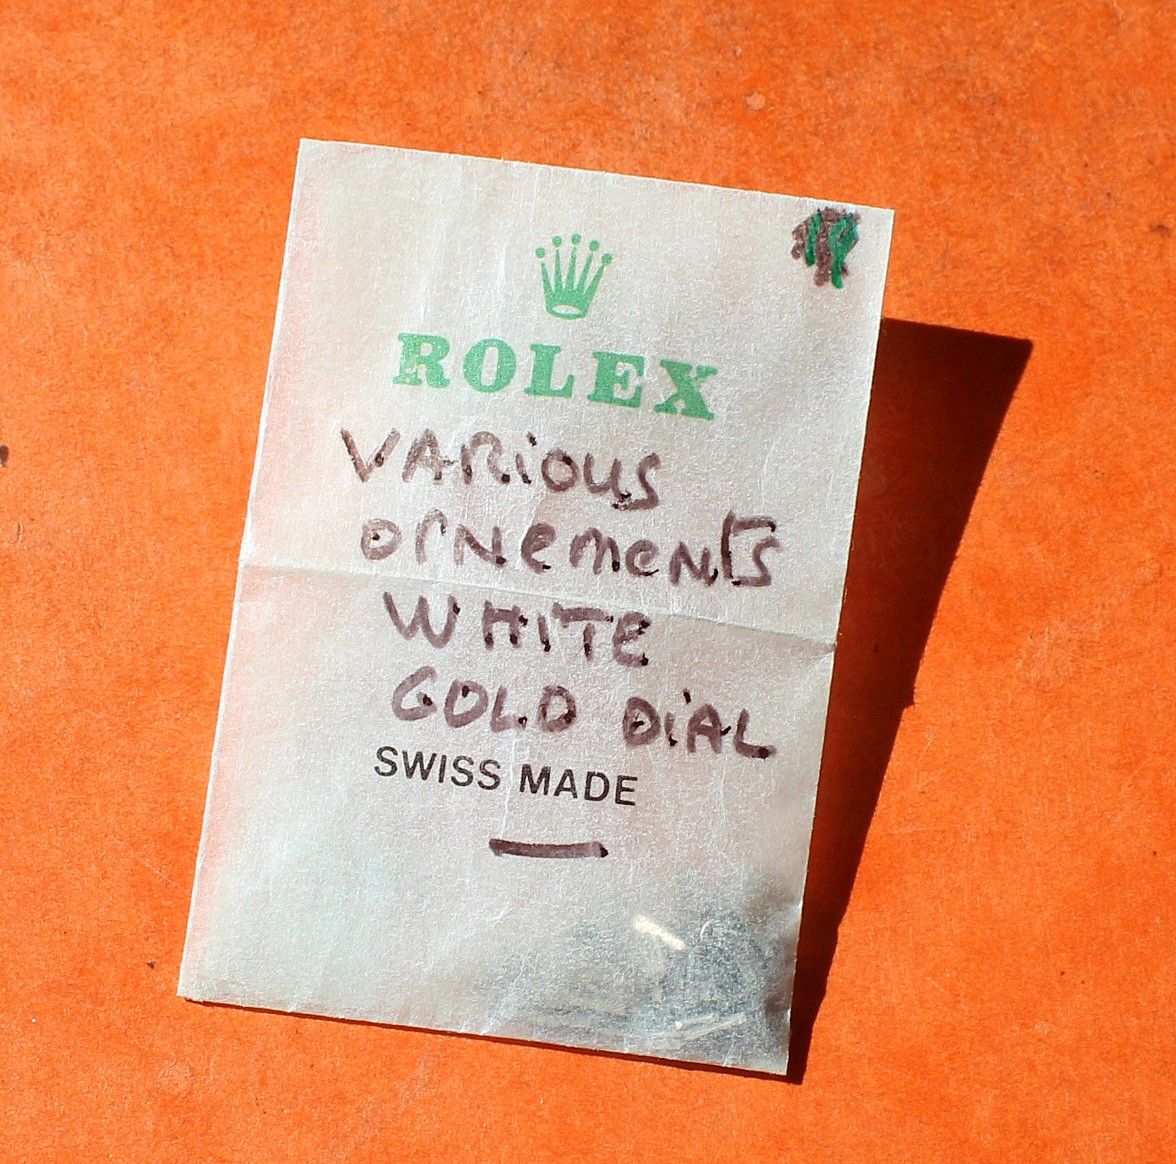 ROLEX
VARiOUS
OrNemeNTS
WHITE
GOLD DiAL
SWISS MADE